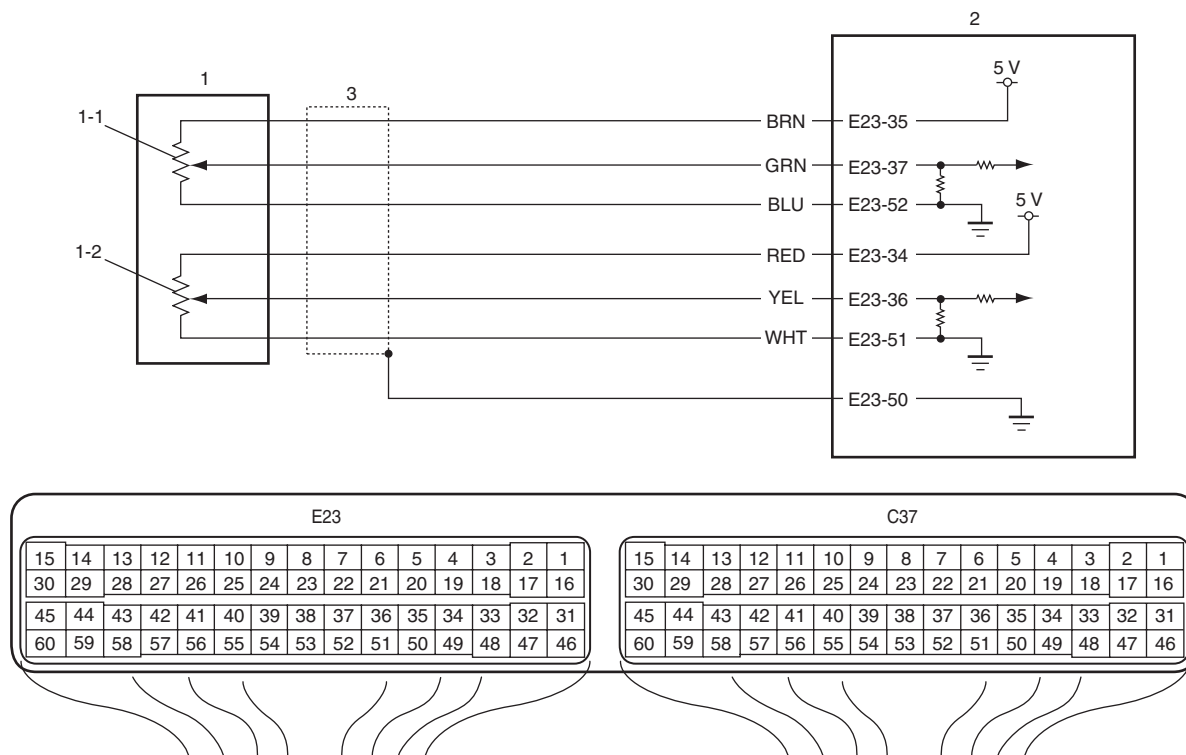 2
5 V
1
3
1-1
BRN E23-35
GRN E23-37
BLU E23-52
5 V
1-2
RED E23-34
YEL E23-36
WHT E23-51
E23-50
E23
15 14 13 12 11 10 9 8 7 6 5 4 3 2 1
30 29 28 27 26 25 24 23 22 21 20 19 18 17 16
45 44 43 42 41 40 39 38 37 36 35 34 33 32 31
60 59 58 57 56 55 54 53 52 51 50 49 48 47 46
C37
15 14 13 12 11 10 9 8 7 6 5 4 3 2 1
30 29 28 27 26 25 24 23 22 21 20 19 18 17 16
45 44 43 42 41 40 39 38 37 36 35 34 33 32 31
60 59 58 57 56 55 54 53 52 51 50 49 48 47 46